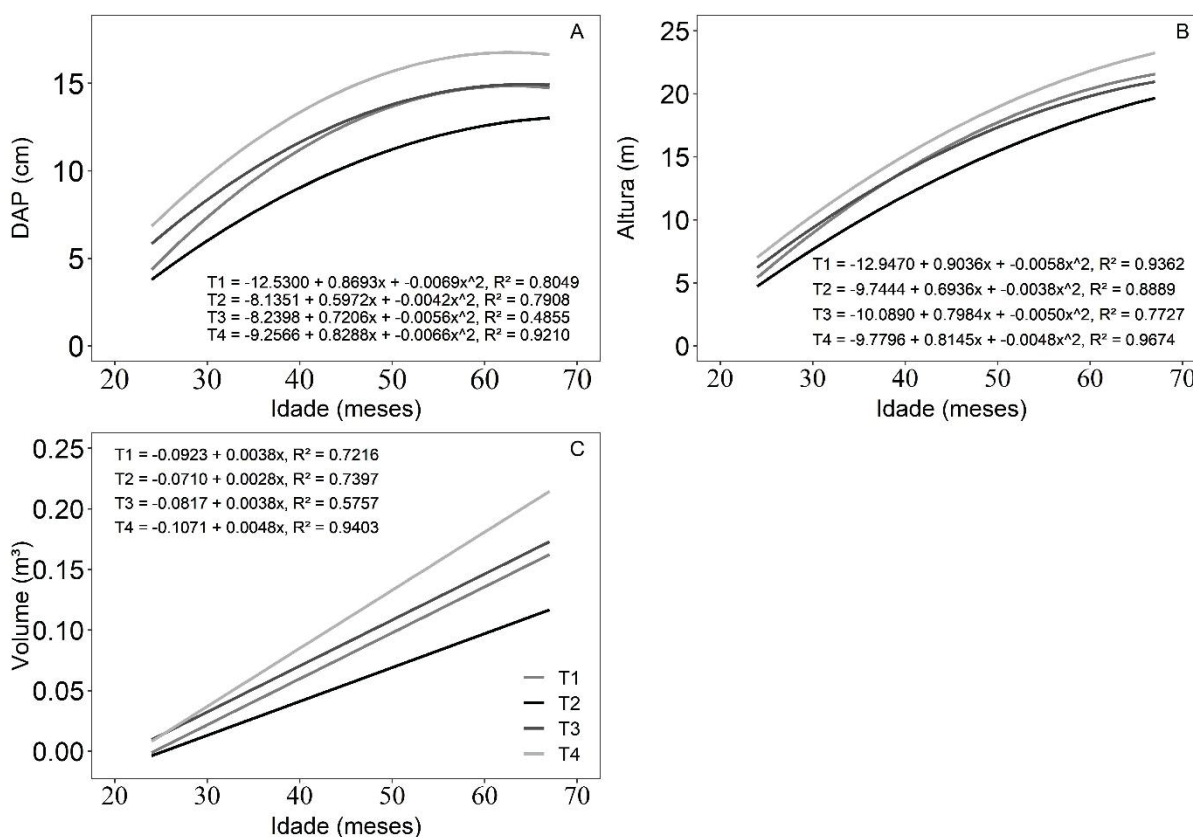 A
DAP (cm)
15
10
5
0
T1 = -12.5300 + 0.8693x + -0.0069x^2, R² = 0.8049
T2 = -8.1351 + 0.5972x + -0.0042x^2, R² = 0.7908
T3 = -8.2398 + 0.7206x + -0.0056x^2, R² = 0.4855
T4 = -9.2566 + 0.8288x + -0.0066x^2, R² = 0.9210
20 30 40 50 60 70
Idade (meses)
B
Altura (m)
25
20
15
10
5
0
T1 = -12.9470 + 0.9036x + -0.0058x^2, R² = 0.9362
T2 = -9.7444 + 0.6936x + -0.0038x^2, R² = 0.8889
T3 = -10.0890 + 0.7984x + -0.0050x^2, R² = 0.7727
T4 = -9.7796 + 0.8145x + -0.0048x^2, R² = 0.9674
20 30 40 50 60 70
Idade (meses)
C
Volume (m³)
0.25
0.20
0.15
0.10
0.05
0.00
T1 = -0.0923 + 0.0038x, R² = 0.7216
T2 = -0.0710 + 0.0028x, R² = 0.7397
T3 = -0.0817 + 0.0038x, R² = 0.5757
T4 = -0.1071 + 0.0048x, R² = 0.9403
T1
T2
T3
T4
20 30 40 50 60 70
Idade (meses)